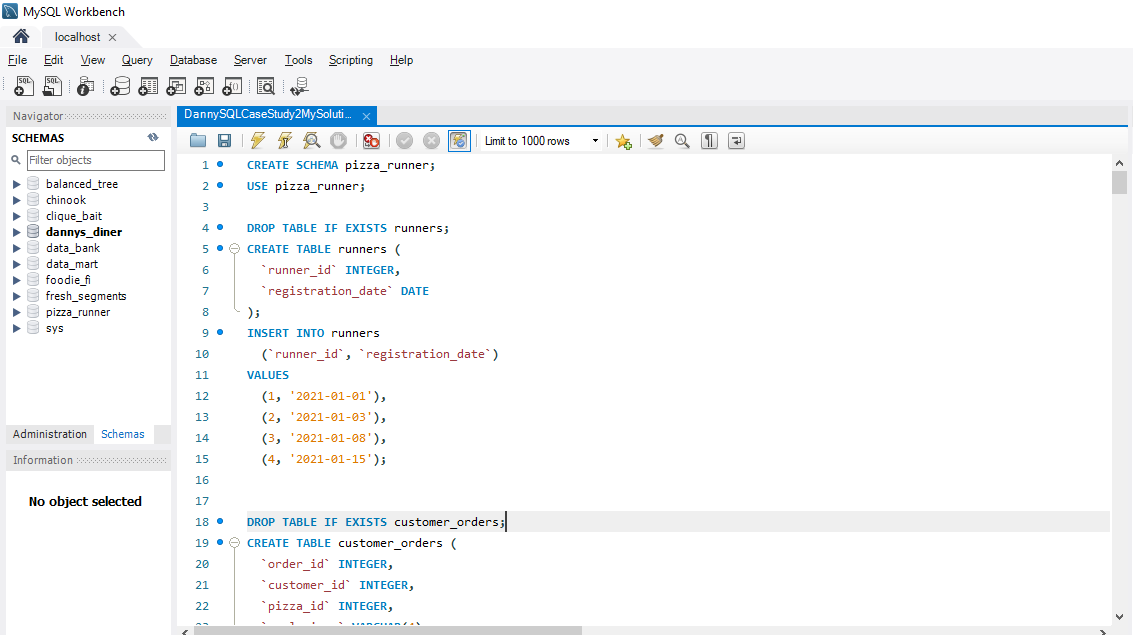 MySQL Workbench
localhost
File Edit View Query Database Server Tools Scripting Help
Navigator
SCHEMAS
Filter objects
balanced_tree
chinook
clique_bait
dannys_diner
data_bank
data_mart
foodie_fi
fresh_segments
pizza_runner
sys
Administration Schemas
Information
No object selected
DannySQLCaseStudy2MySoluti...
Limit to 1000 rows
1 CREATE SCHEMA pizza_runner;
2 USE pizza_runner;
3
4 DROP TABLE IF EXISTS runners;
5 CREATE TABLE runners (
6 `runner_id` INTEGER,
7 `registration_date` DATE
8 );
9 INSERT INTO runners
10 (`runner_id`, `registration_date`)
11 VALUES
12 (1, '2021-01-01'),
13 (2, '2021-01-03'),
14 (3, '2021-01-08'),
15 (4, '2021-01-15');
16
17
18 DROP TABLE IF EXISTS customer_orders;
19 CREATE TABLE customer_orders (
20 `order_id` INTEGER,
21 `customer_id` INTEGER,
22 `pizza_id` INTEGER,